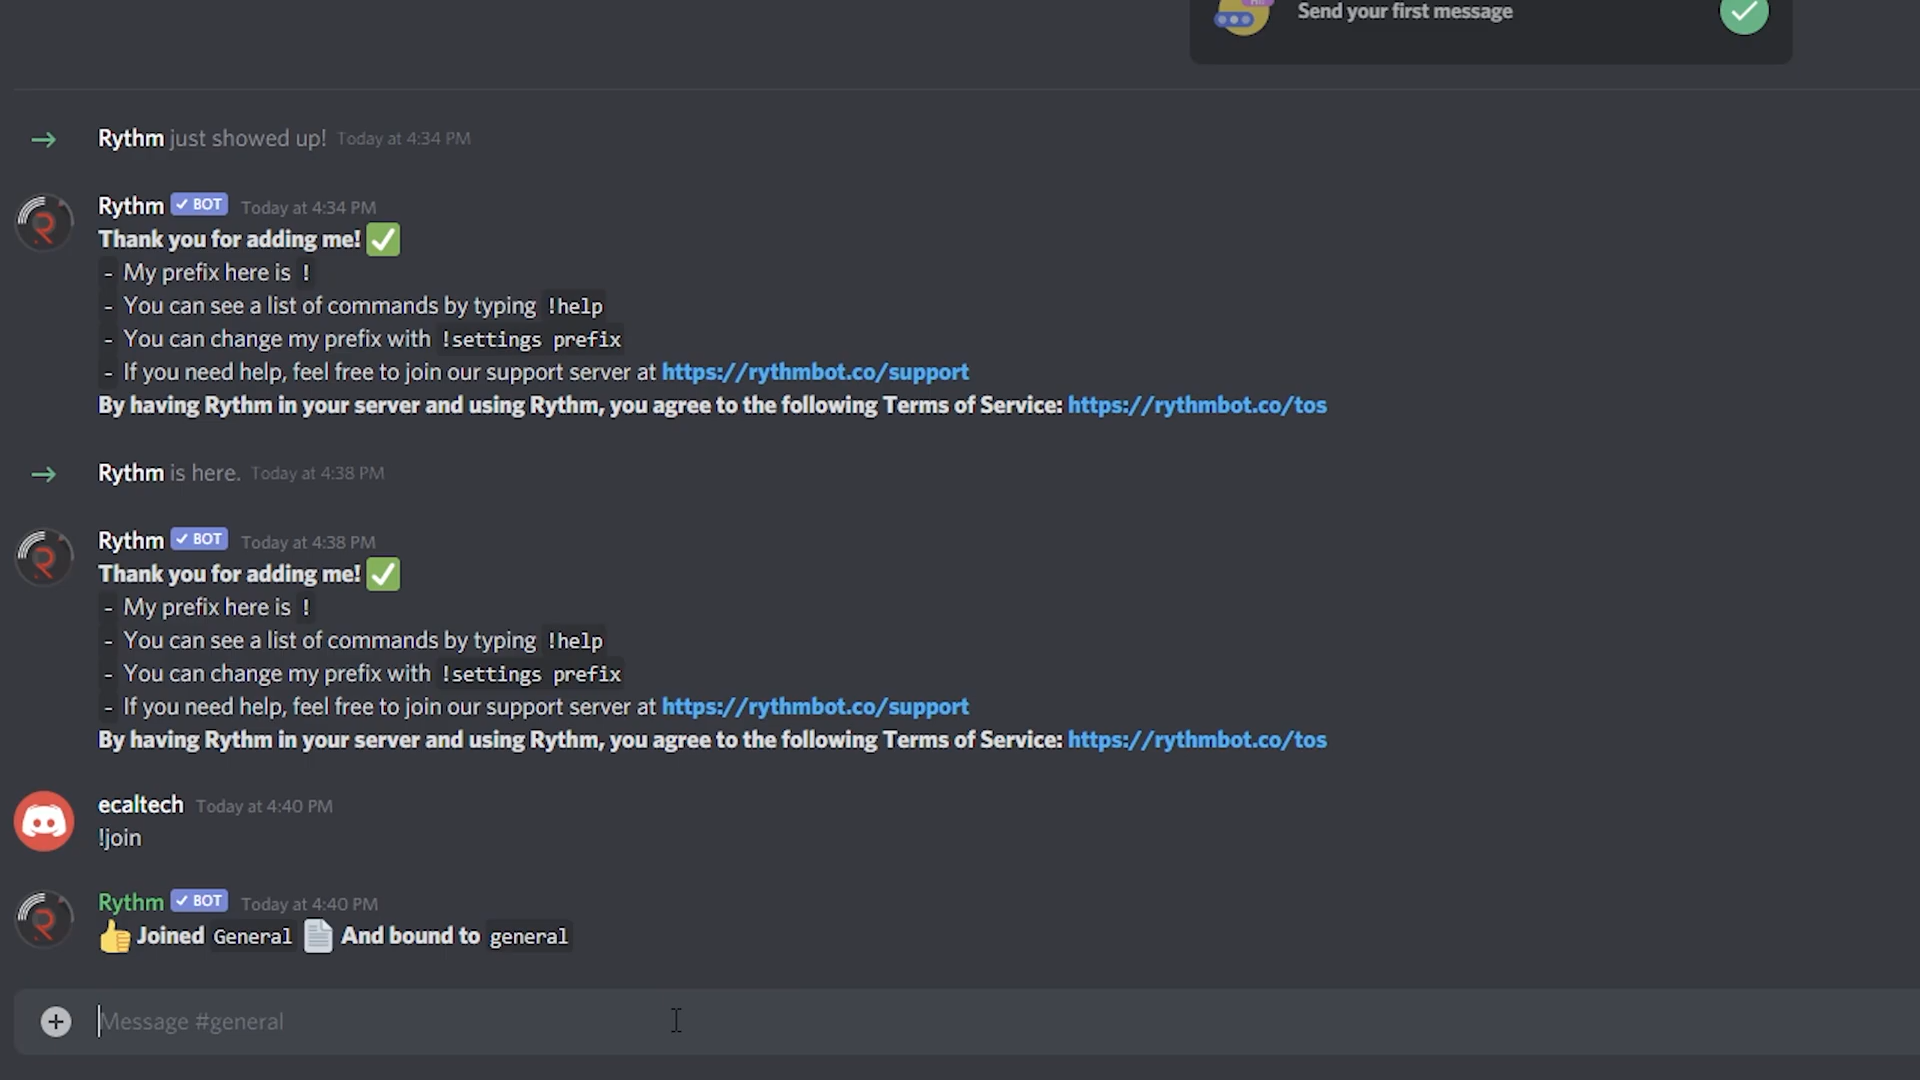 Send your first message
Rythm just showed up! Today at 4:34 PM
Rythm ✓ BOT Today at 4:34 PM
Thank you for adding me! ✅
- My prefix here is !
- You can see a list of commands by typing !help
- You can change my prefix with !settings prefix
- If you need help, feel free to join our support server at https://rythmbot.co/support
By having Rythm in your server and using Rythm, you agree to the following Terms of Service: https://rythmbot.co/tos
Rythm is here. Today at 4:38 PM
Rythm ✓ BOT Today at 4:38 PM
Thank you for adding me! ✅
- My prefix here is !
- You can see a list of commands by typing !help
- You can change my prefix with !settings prefix
- If you need help, feel free to join our support server at https://rythmbot.co/support
By having Rythm in your server and using Rythm, you agree to the following Terms of Service: https://rythmbot.co/tos
ecaltech Today at 4:40 PM
!join
Rythm ✓ BOT Today at 4:40 PM
👍 Joined General 📄 And bound to general
Message #general